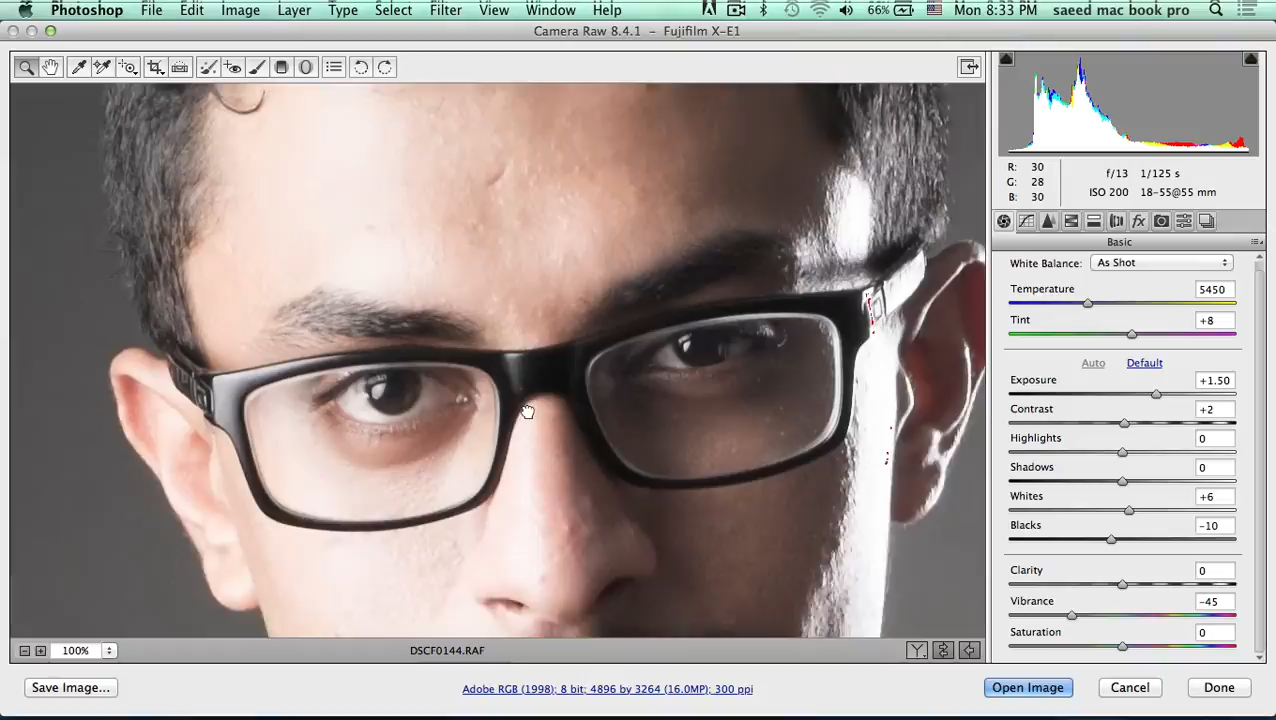 Photoshop File Edit Image Layer Type Select Filter View Window Help 66% Mon 8:33 PM saeed mac book pro
Camera Raw 8.4.1 - Fujifilm X-E1
R: 30
G: 28
B: 30
f/13 1/125 s
ISO 200 18-55@55 mm
fx
Basic
White Balance: As Shot
Temperature 5450
Tint +8
Auto Default
Exposure +1.50
Contrast +2
Highlights 0
Shadows 0
Whites +6
Blacks -10
Clarity 0
Vibrance -45
Saturation 0
100% DSCF0144.RAF Y
Save Image... Adobe RGB (1998); 8 bit; 4896 by 3264 (16.0MP); 300 ppi Open Image Cancel Done